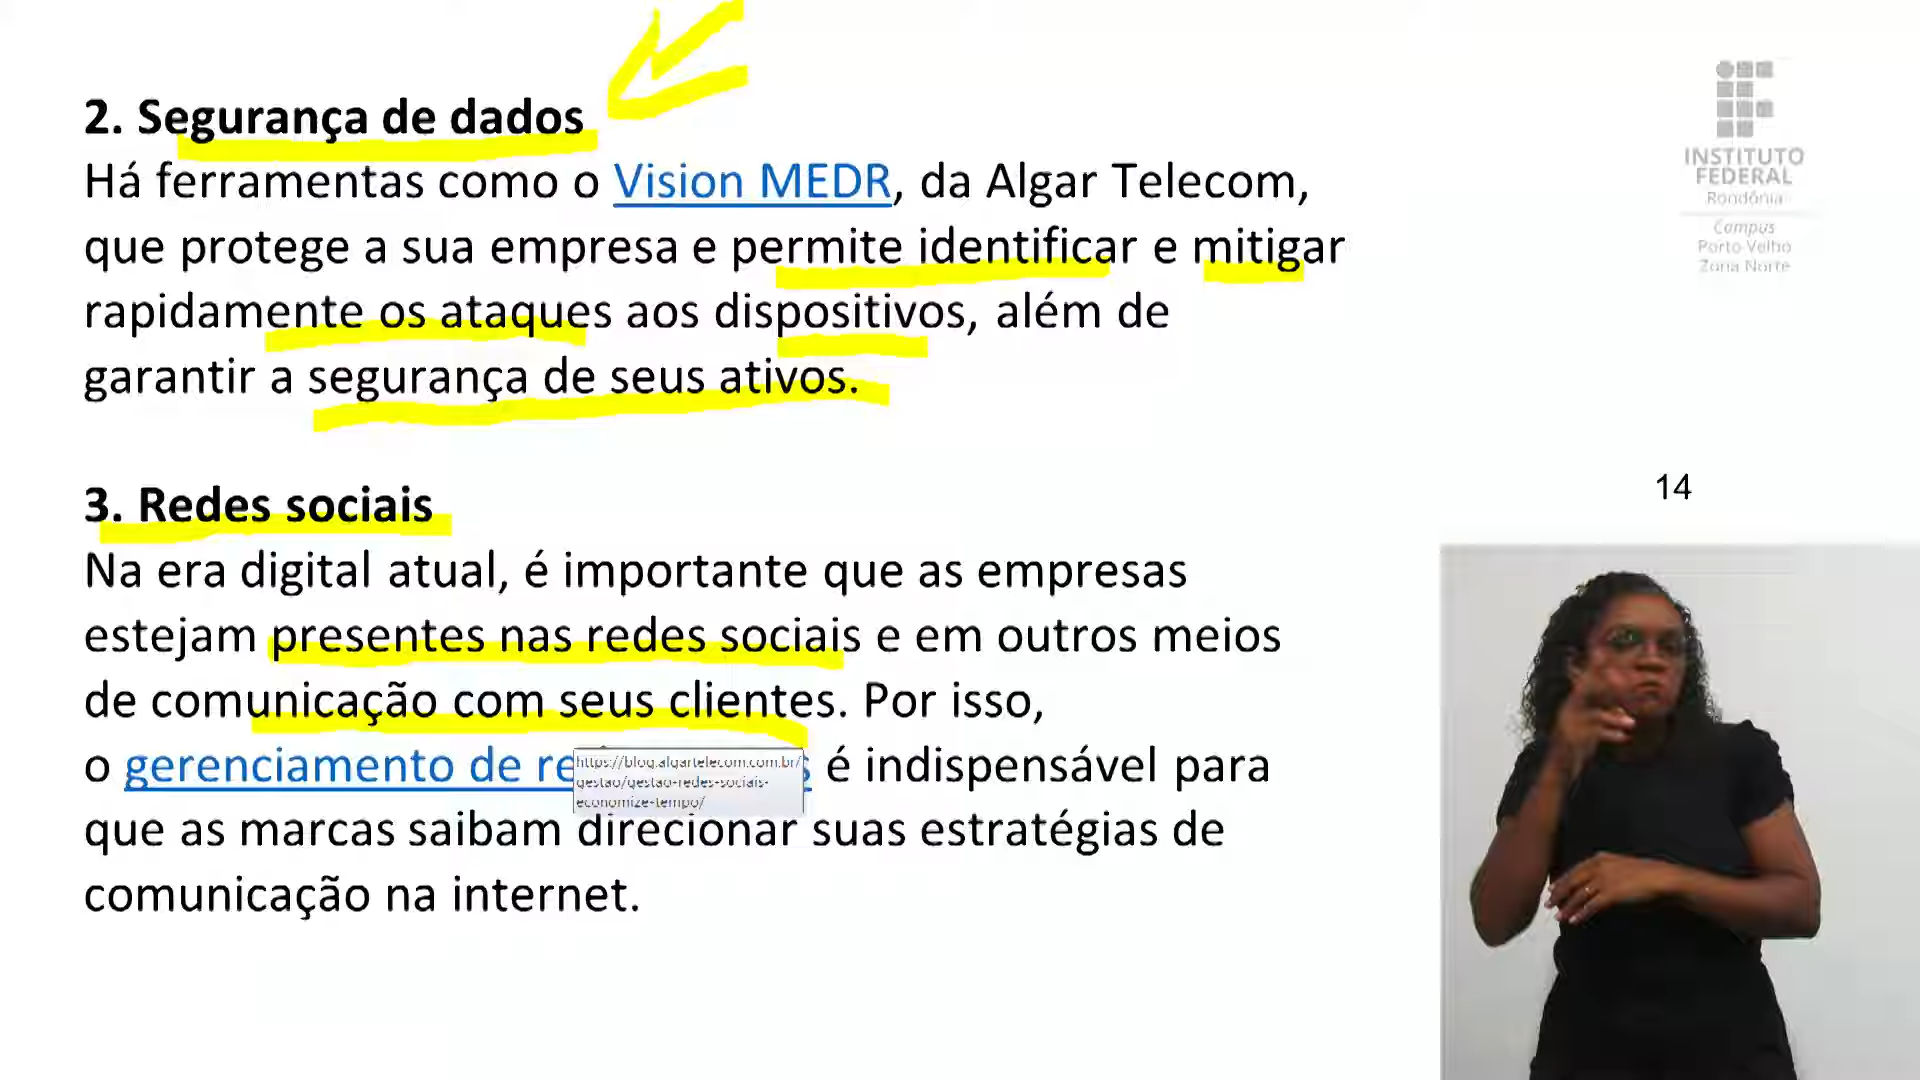 2. Segurança de dados
Há ferramentas como o Vision MEDR, da Algar Telecom,
que protege a sua empresa e permite identificar e mitigar
rapidamente os ataques aos dispositivos, além de
garantir a segurança de seus ativos.
3. Redes sociais
Na era digital atual, é importante que as empresas
estejam presentes nas redes sociais e em outros meios
de comunicação com seus clientes. Por isso,
o gerenciamento de é indispensável para
https://blog.algartelecom.com.br/
gestao/gestao-redes-sociais-
economize-tempo/
que as marcas saibam direcionar suas estratégias de
comunicação na internet.
INSTITUTO
FEDERAL
Rondônia
Campus
Porto Velho
Zona Norte
14